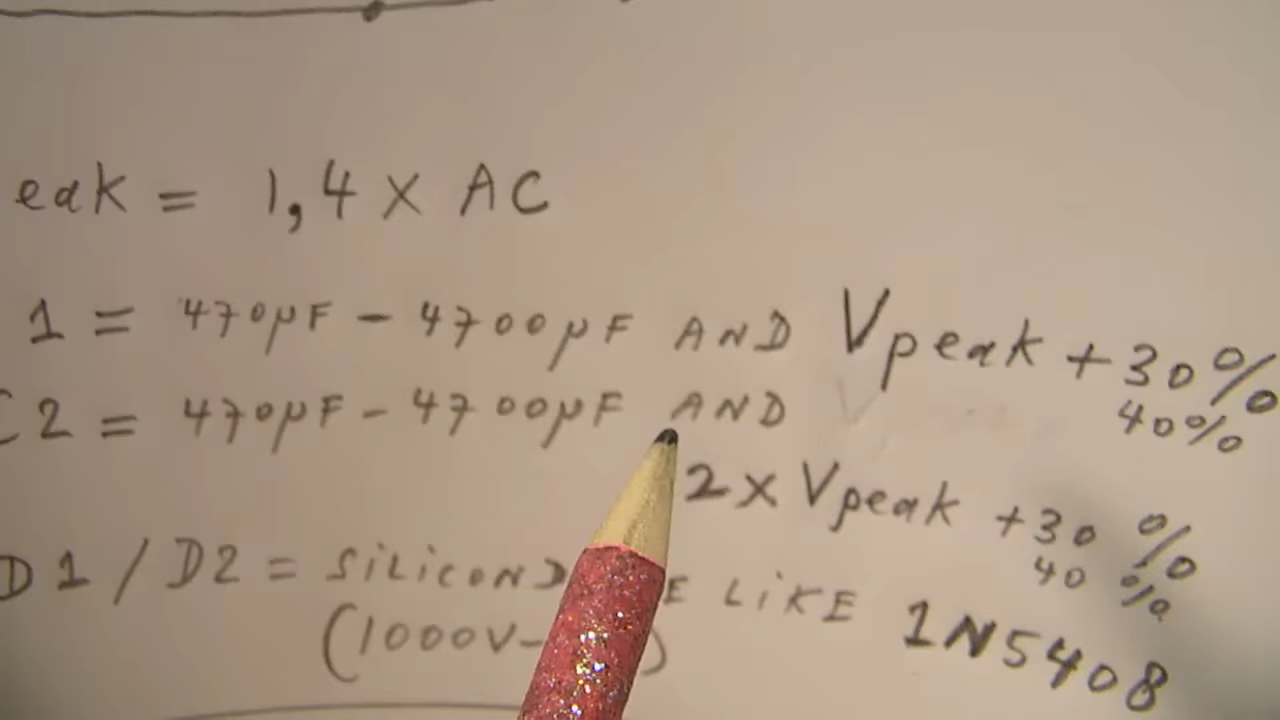 eak = 1,4 X AC
1 = 470µF - 4700µF AND Vpeak + 30%
40%
C2 = 470µF - 4700µF AND
2 x Vpeak + 30 %
40 %
D1 / D2 = SiLiCON D E LiKE 1N5408
(1000V- )